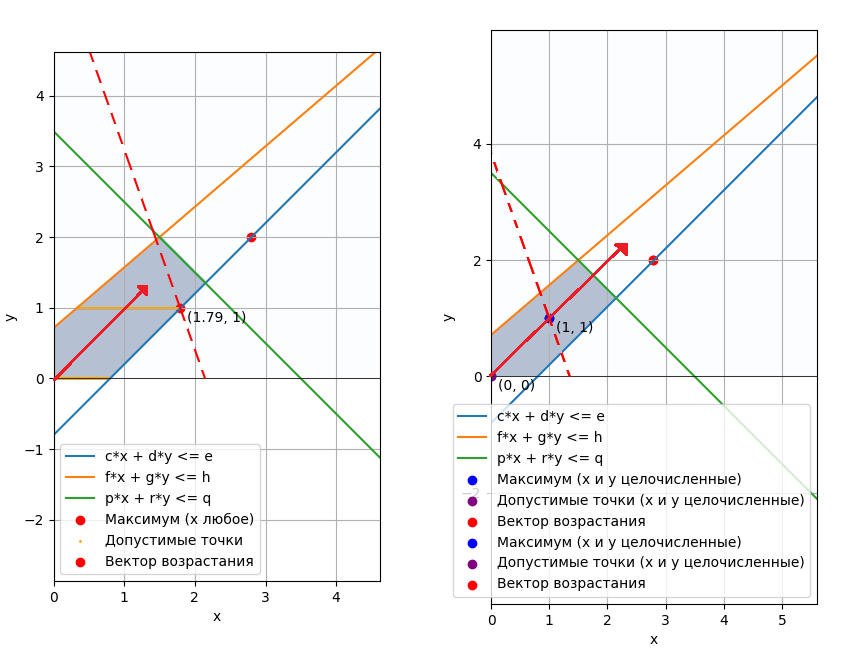 4
3
2
1
0
−1
−2
y
(1.79, 1)
c*x + d*y <= e
f*x + g*y <= h
p*x + r*y <= q
Максимум (x любое)
Допустимые точки
Вектор возрастания
0 1 2 3 4
x
4
2
0
−2
y
(1, 1)
(0, 0)
c*x + d*y <= e
f*x + g*y <= h
p*x + r*y <= q
Максимум (x и y целочисленные)
Допустимые точки (x и y целочисленные)
Вектор возрастания
Максимум (x и y целочисленные)
Допустимые точки (x и y целочисленные)
Вектор возрастания
0 1 2 3 4 5
x